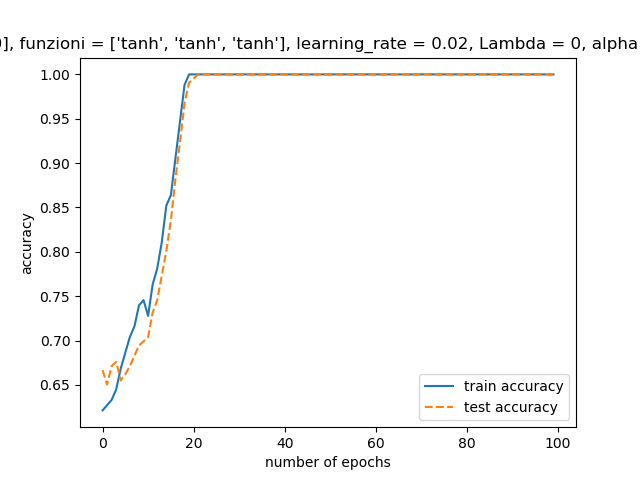 ], funzioni = ['tanh', 'tanh', 'tanh'], learning_rate = 0.02, Lambda = 0, alpha
1.00
0.95
0.90
0.85
0.80
0.75
0.70
0.65
accuracy
train accuracy
test accuracy
0 20 40 60 80 100
number of epochs